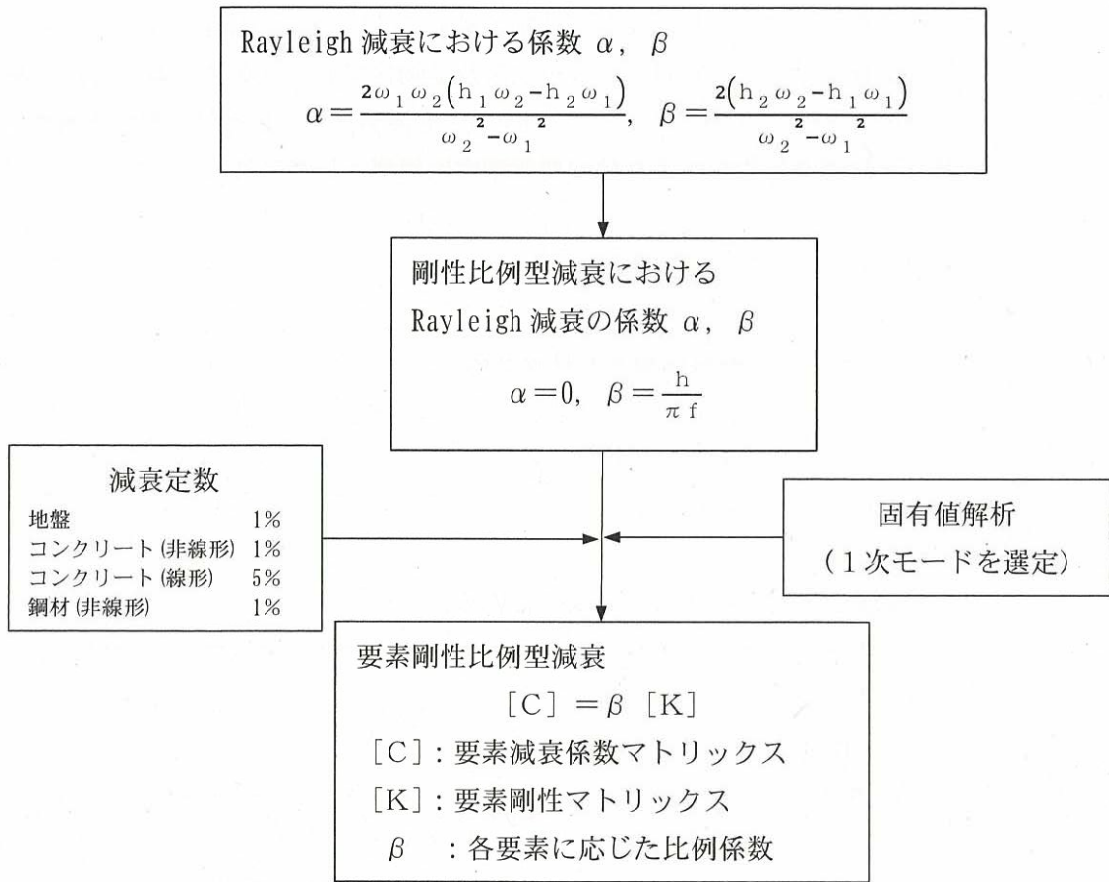 Rayleigh 減衰における係数 α, β
α=2ω₁ω₂(h₁ω₂−h₂ω₁)/(ω₂²−ω₁²), β=2(h₂ω₂−h₁ω₁)/(ω₂²−ω₁²)
剛性比例型減衰における
Rayleigh 減衰の係数 α, β
α=0, β=h/(πf)
減衰定数
地盤 1%
コンクリート(非線形) 1%
コンクリート(線形) 5%
鋼材(非線形) 1%
固有値解析
(1次モードを選定)
要素剛性比例型減衰
[C]=β [K]
[C]:要素減衰係数マトリックス
[K]:要素剛性マトリックス
β :各要素に応じた比例係数